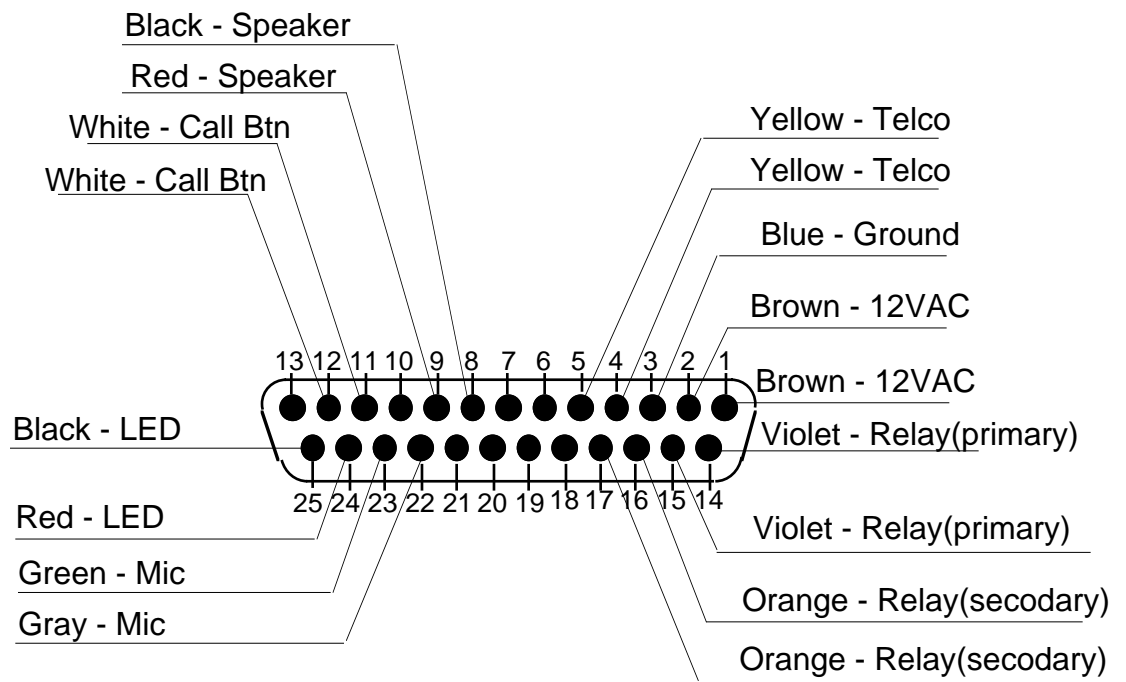 Black - Speaker
Red - Speaker
White - Call Btn
White - Call Btn
Yellow - Telco
Yellow - Telco
Blue - Ground
Brown - 12VAC
Brown - 12VAC
13 12 11 10 9 8 7 6 5 4 3 2 1
Black - LED
Violet - Relay(primary)
25 24 23 22 21 20 19 18 17 16 15 14
Red - LED
Violet - Relay(primary)
Green - Mic
Orange - Relay(secodary)
Gray - Mic
Orange - Relay(secodary)